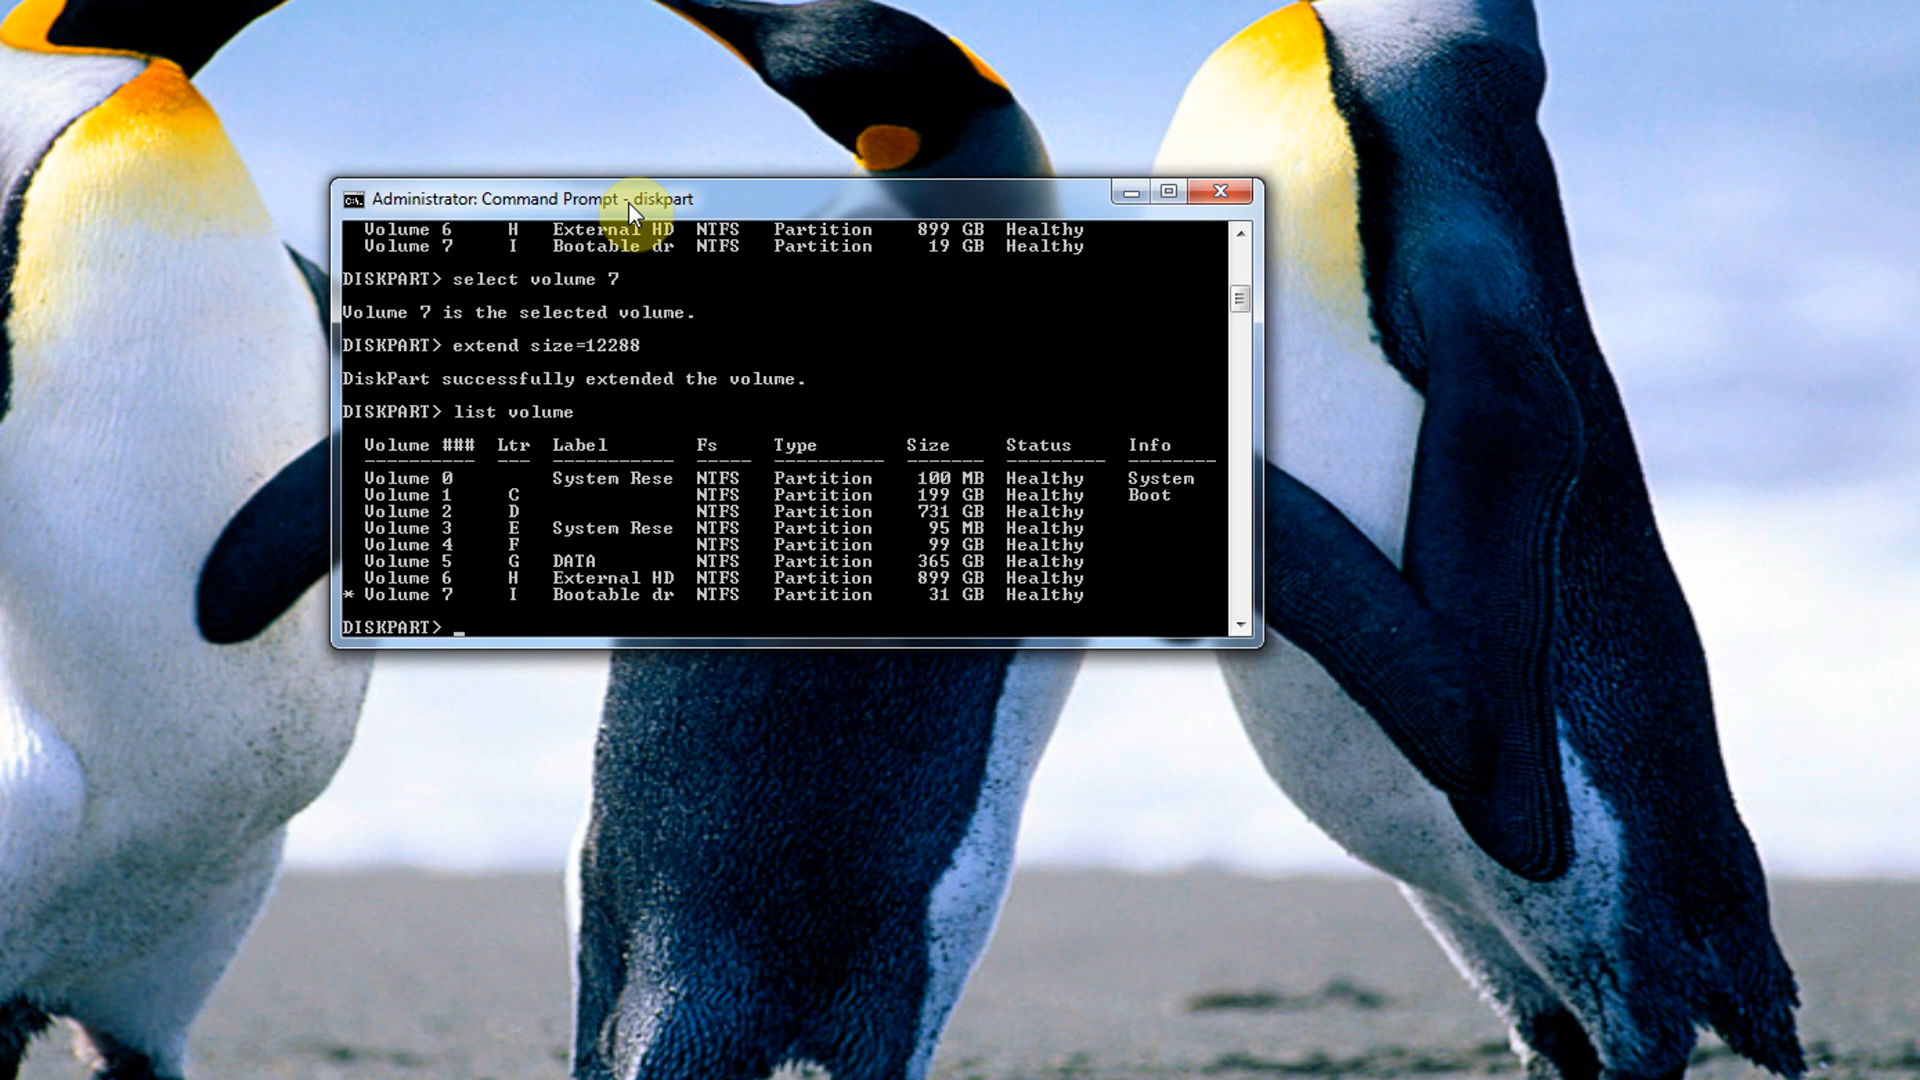 Administrator: Command Prompt - diskpart
Volume 6 H External HD NTFS Partition 899 GB Healthy
Volume 7 I Bootable dr NTFS Partition 19 GB Healthy
DISKPART> select volume 7
Volume 7 is the selected volume.
DISKPART> extend size=12288
DiskPart successfully extended the volume.
DISKPART> list volume
Volume ### Ltr Label Fs Type Size Status Info
---------- --- ----------- ----- ---------- ------- --------- --------
Volume 0 System Rese NTFS Partition 100 MB Healthy System
Volume 1 C NTFS Partition 199 GB Healthy Boot
Volume 2 D NTFS Partition 731 GB Healthy
Volume 3 E System Rese NTFS Partition 95 MB Healthy
Volume 4 F NTFS Partition 99 GB Healthy
Volume 5 G DATA NTFS Partition 365 GB Healthy
Volume 6 H External HD NTFS Partition 899 GB Healthy
* Volume 7 I Bootable dr NTFS Partition 31 GB Healthy
DISKPART> _